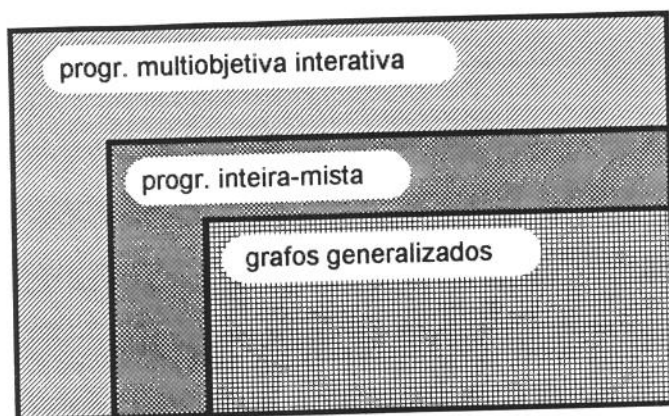 progr. multiobjetiva interativa
progr. inteira-mista
grafos generalizados